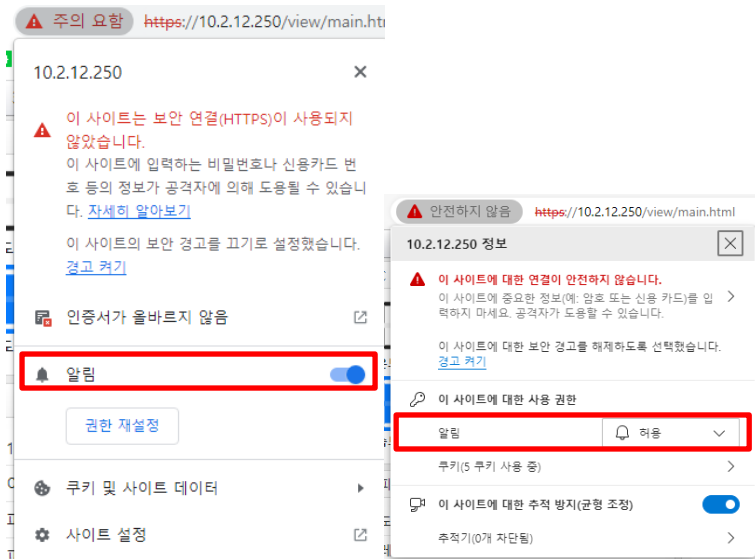 주의 요함 https://10.2.12.250/view/main.ht
10.2.12.250
이 사이트는 보안 연결(HTTPS)이 사용되지
않았습니다.
이 사이트에 입력하는 비밀번호나 신용카드 번
호 등의 정보가 공격자에 의해 도용될 수 있습니
다. 자세히 알아보기
이 사이트의 보안 경고를 끄기로 설정했습니다.
경고 켜기
인증서가 올바르지 않음
알림
권한 재설정
쿠키 및 사이트 데이터
사이트 설정
안전하지 않음 https://10.2.12.250/view/main.html
10.2.12.250 정보
이 사이트에 대한 연결이 안전하지 않습니다.
이 사이트에 중요한 정보(예: 암호 또는 신용 카드)를 입
력하지 마세요. 공격자가 도용할 수 있습니다.
이 사이트에 대한 보안 경고를 해제하도록 선택했습니다.
경고 켜기
이 사이트에 대한 사용 권한
알림 허용
쿠키(5 쿠키 사용 중)
이 사이트에 대한 추적 방지(균형 조정)
추적기(0개 차단됨)